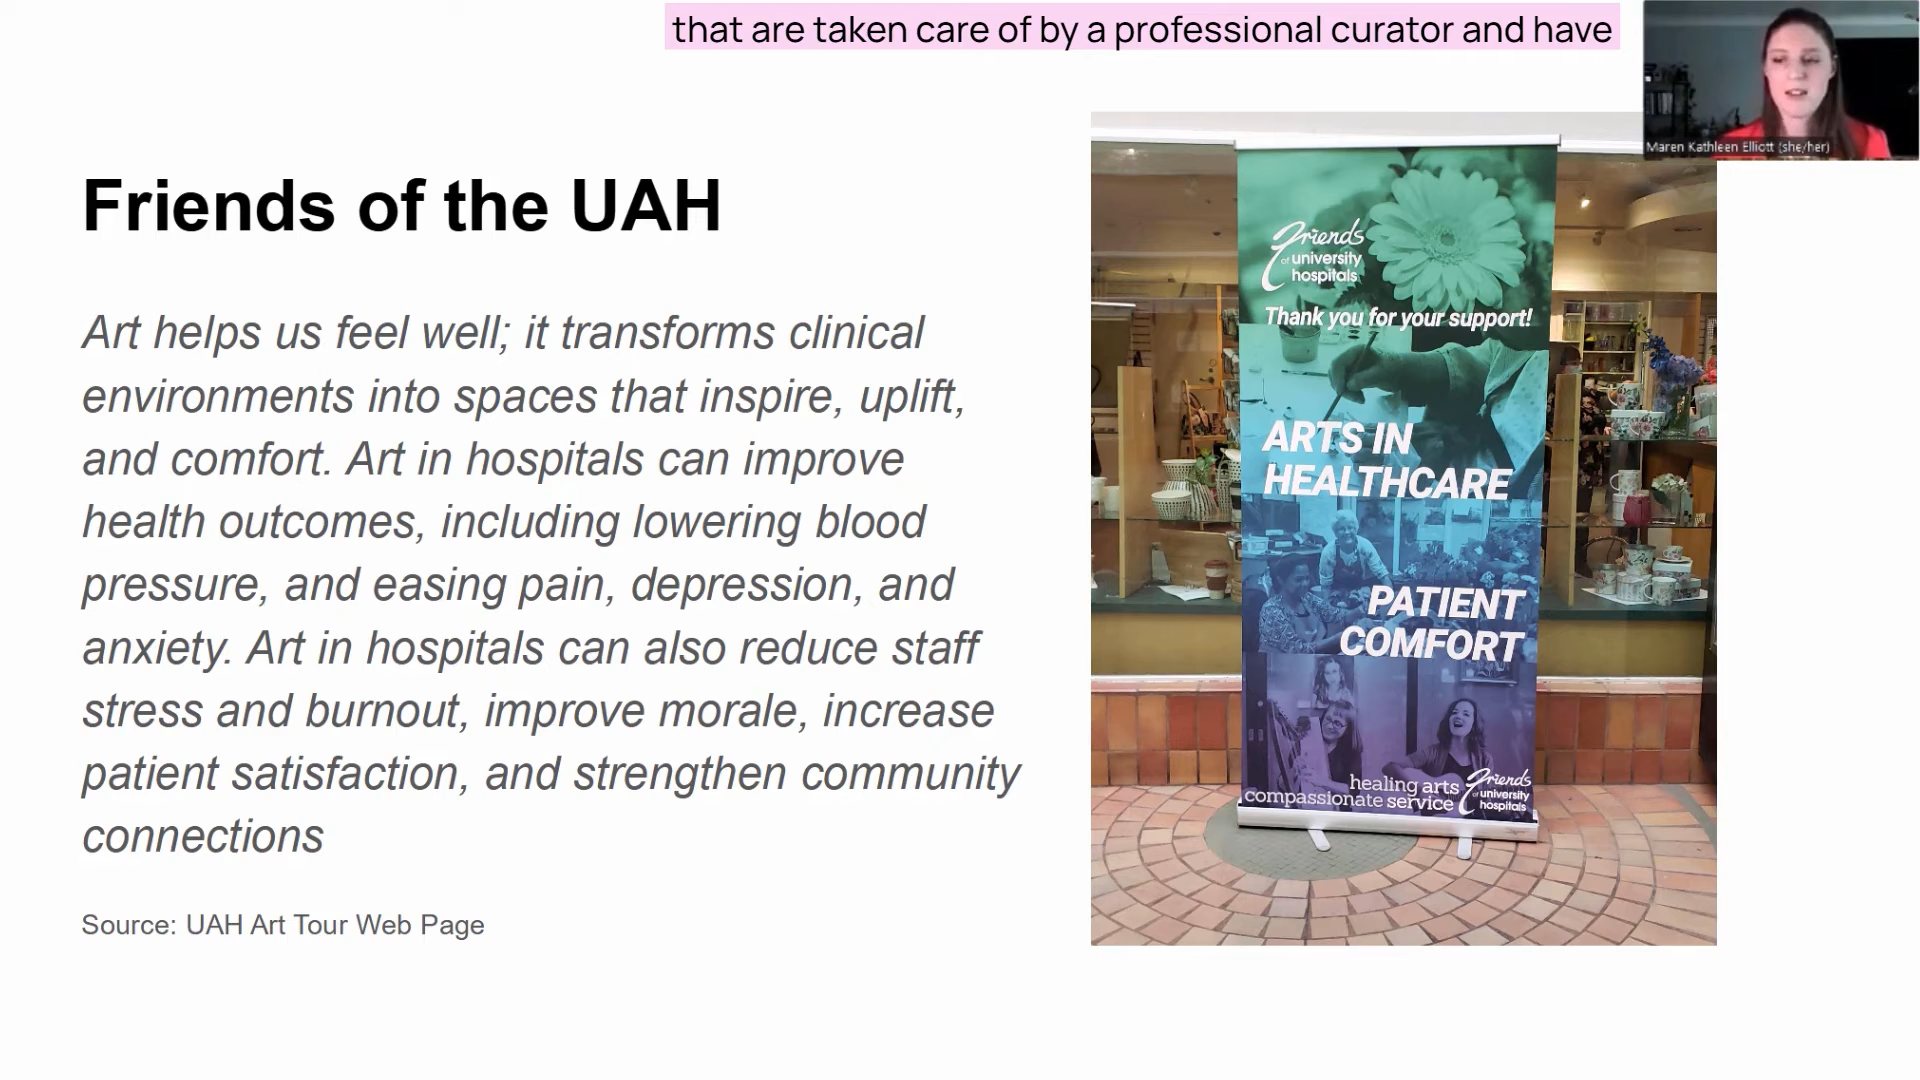 that are taken care of by a professional curator and have
Maren Kathleen Elliott (she/her)
Friends of the UAH
Art helps us feel well; it transforms clinical
environments into spaces that inspire, uplift,
and comfort. Art in hospitals can improve
health outcomes, including lowering blood
pressure, and easing pain, depression, and
anxiety. Art in hospitals can also reduce staff
stress and burnout, improve morale, increase
patient satisfaction, and strengthen community
connections
Source: UAH Art Tour Web Page
Friends
of university
hospitals
Thank you for your support!
ARTS IN
HEALTHCARE
PATIENT
COMFORT
healing arts
compassionate service
Friends
of university
hospitals